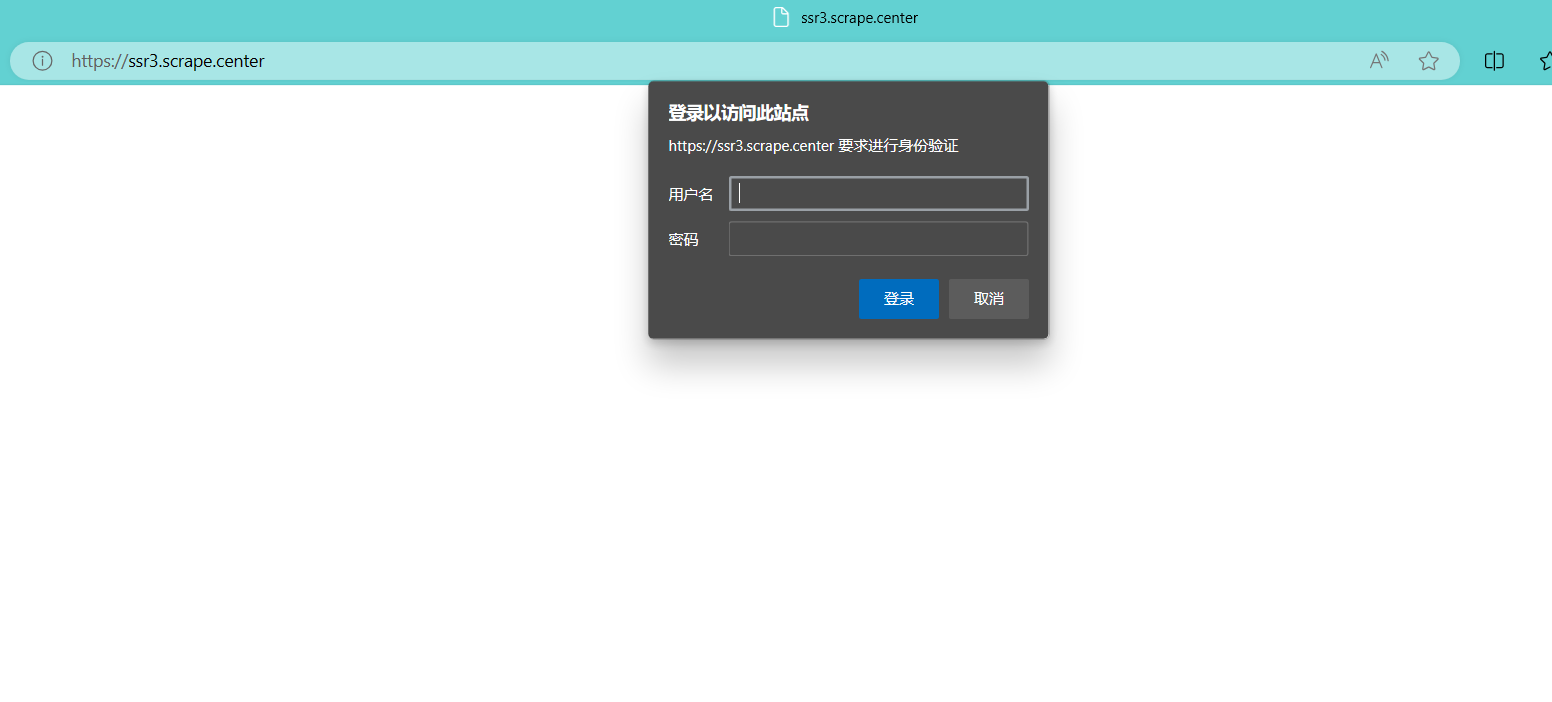 ssr3.scrape.center
https://ssr3.scrape.center
登录以访问此站点
https://ssr3.scrape.center 要求进行身份验证
用户名
密码
登录 取消